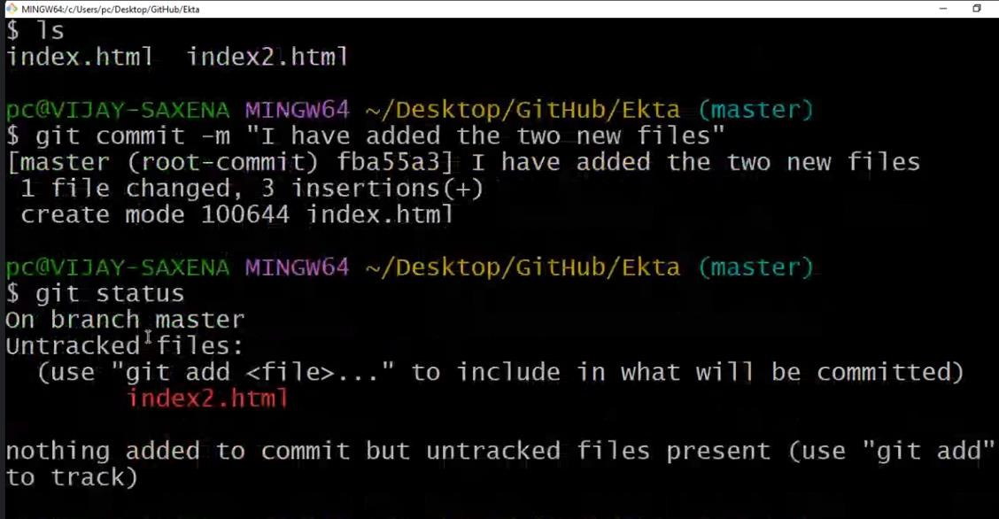 MINGW64:/c/Users/pc/Desktop/GitHub/Ekta
$ ls
index.html  index2.html
pc@VIJAY-SAXENA MINGW64 ~/Desktop/GitHub/Ekta (master)
$ git commit -m "I have added the two new files"
[master (root-commit) fba55a3] I have added the two new files
 1 file changed, 3 insertions(+)
 create mode 100644 index.html
pc@VIJAY-SAXENA MINGW64 ~/Desktop/GitHub/Ekta (master)
$ git status
On branch master
Untracked files:
  (use "git add <file>..." to include in what will be committed)
        index2.html
nothing added to commit but untracked files present (use "git add"
to track)